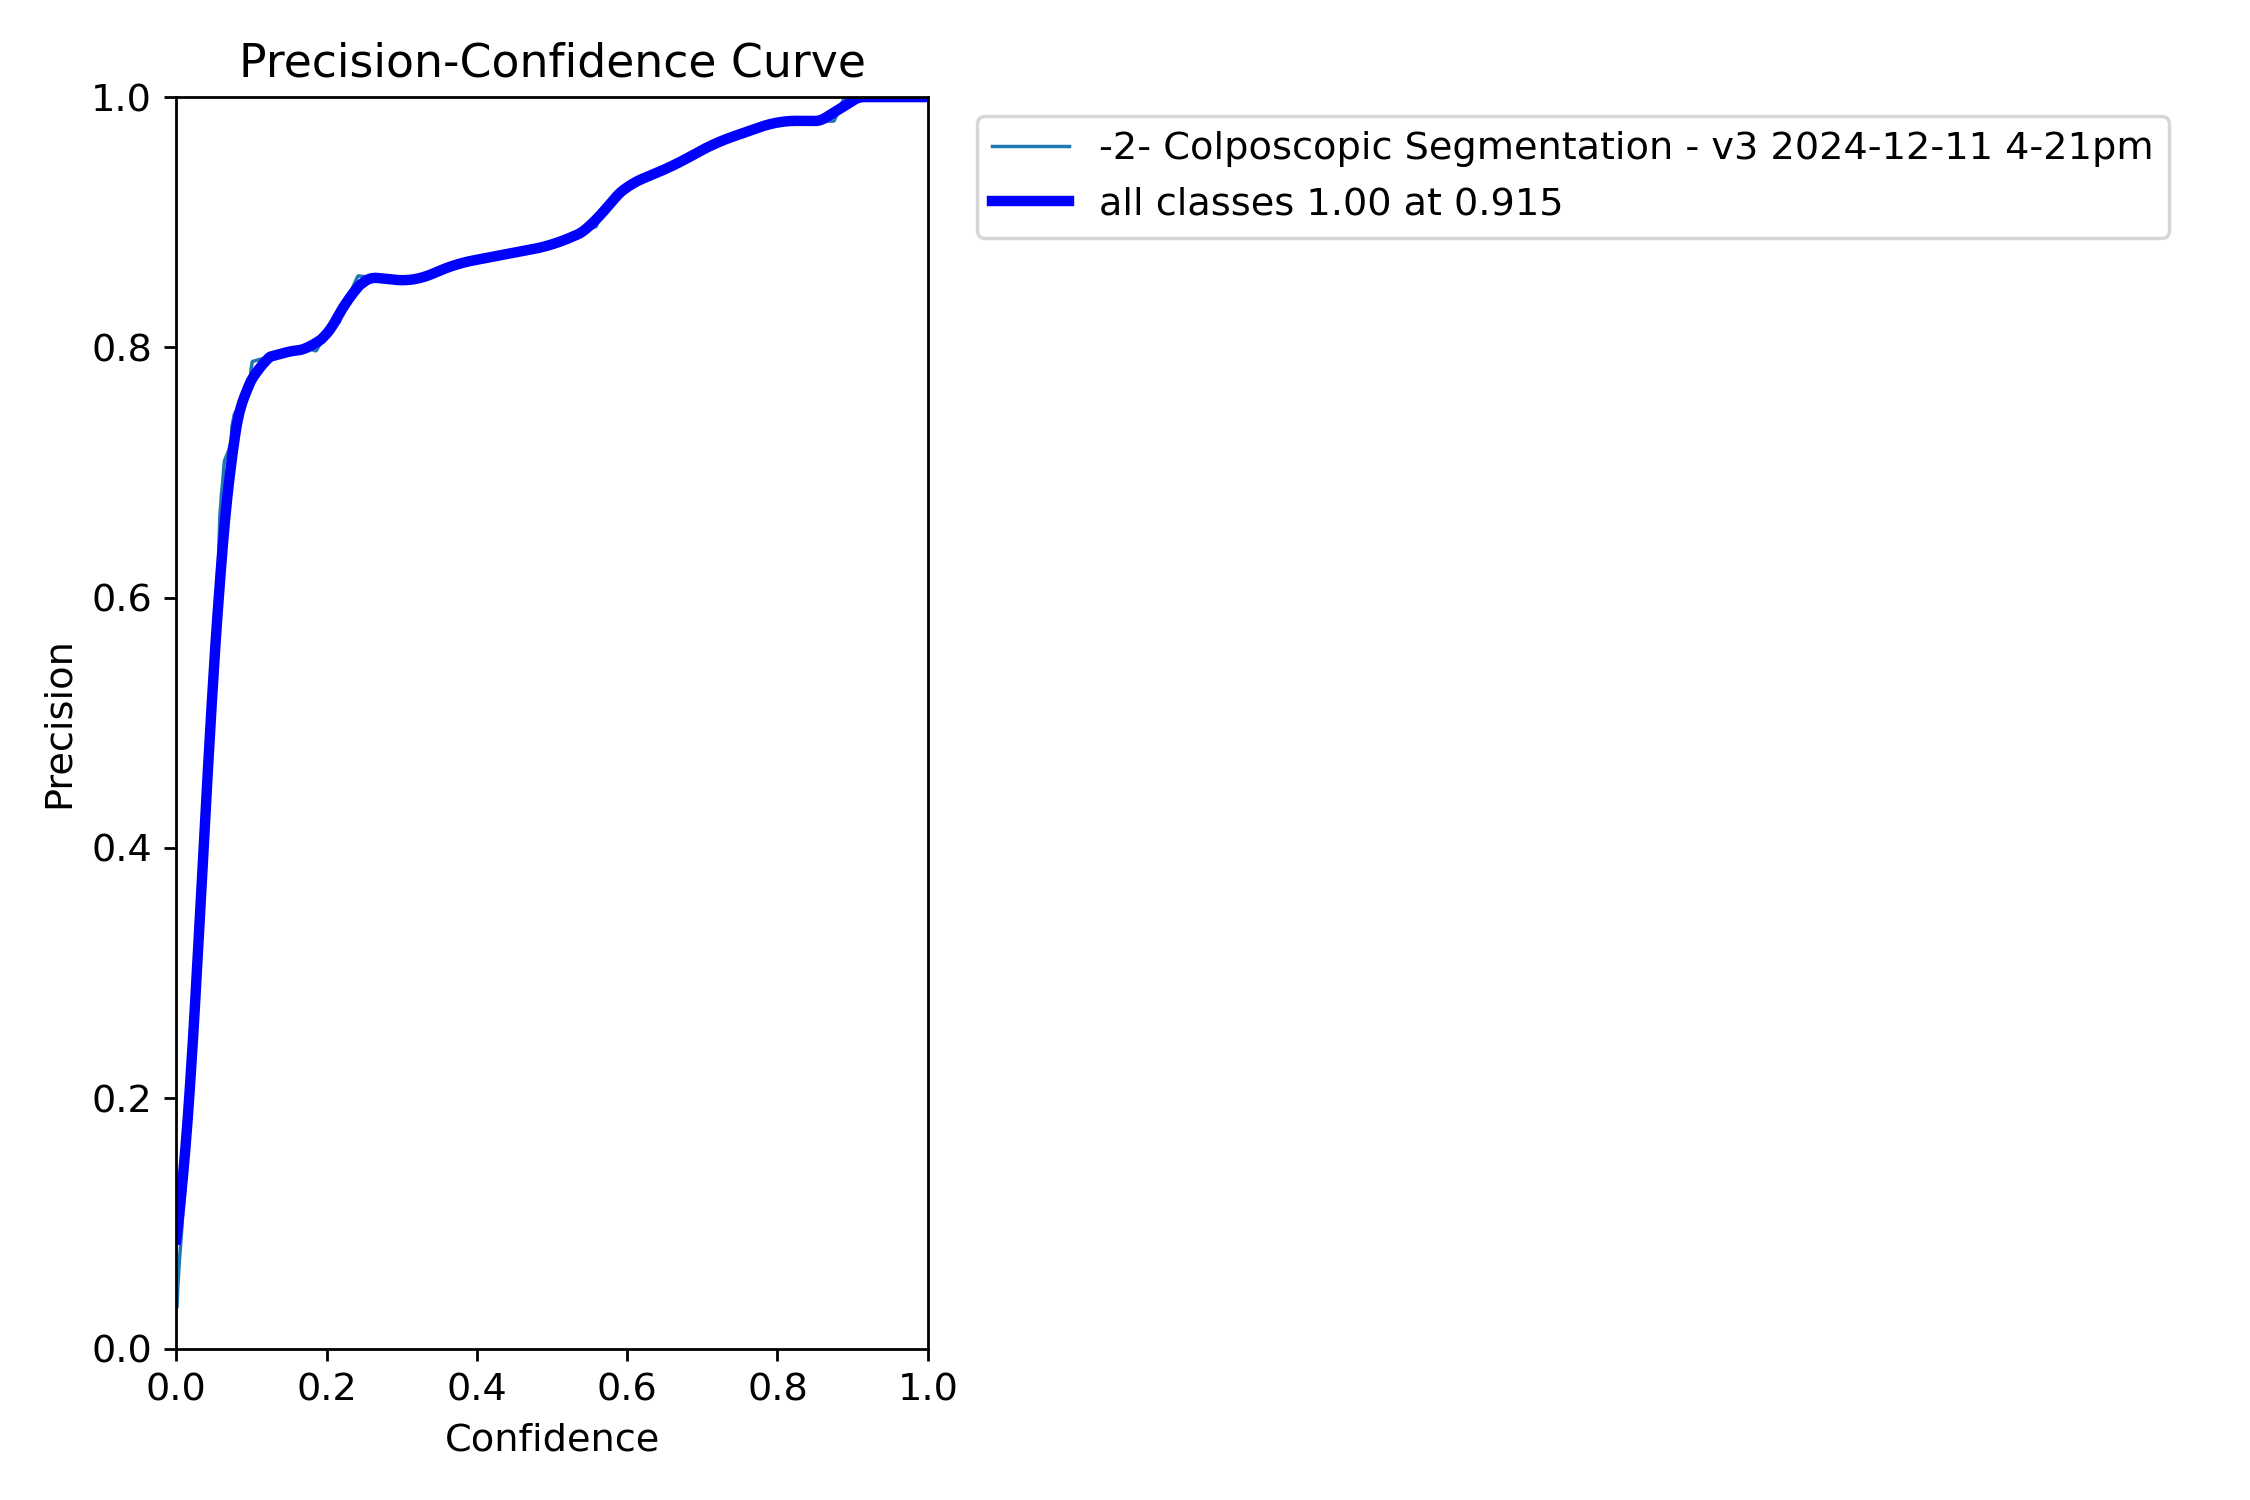 Precision-Confidence Curve
-2- Colposcopic Segmentation - v3 2024-12-11 4-21pm
all classes 1.00 at 0.915
Precision
1.0
0.8
0.6
0.4
0.2
0.0
0.0 0.2 0.4 0.6 0.8 1.0
Confidence